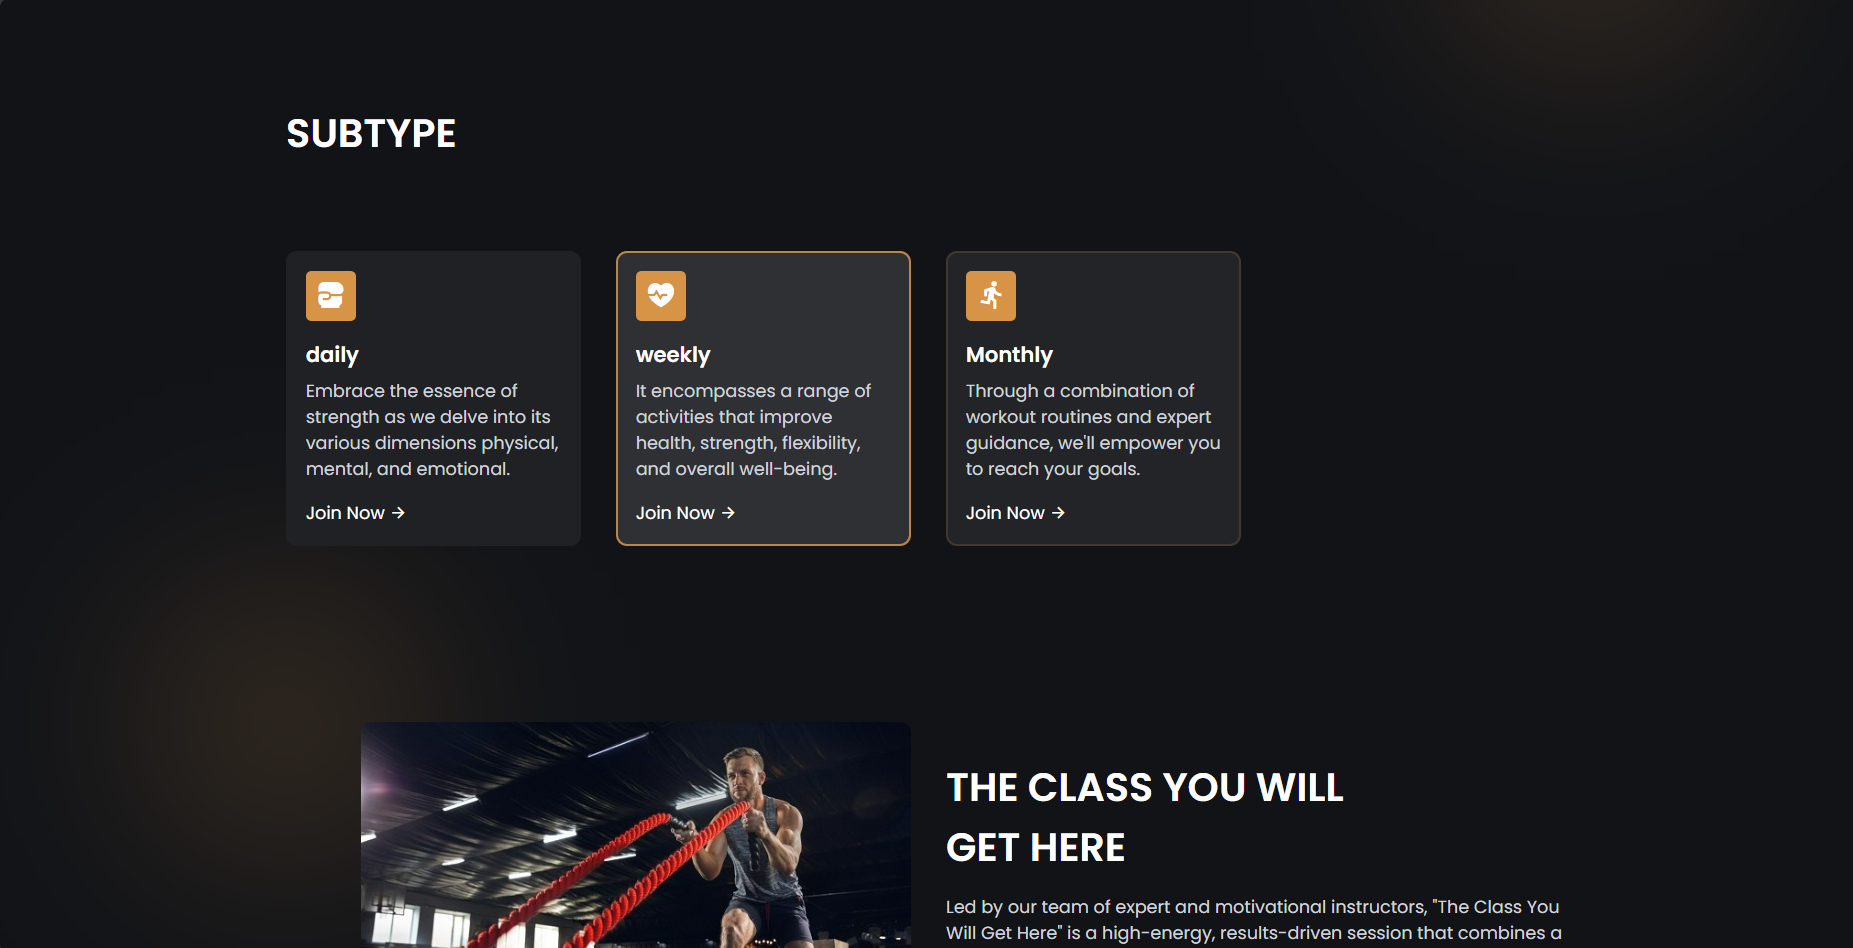 SUBTYPE
daily
Embrace the essence of
strength as we delve into its
various dimensions physical,
mental, and emotional.
Join Now →
weekly
It encompasses a range of
activities that improve
health, strength, flexibility,
and overall well-being.
Join Now →
Monthly
Through a combination of
workout routines and expert
guidance, we'll empower you
to reach your goals.
Join Now →
THE CLASS YOU WILL
GET HERE
Led by our team of expert and motivational instructors, "The Class You
Will Get Here" is a high-energy, results-driven session that combines a